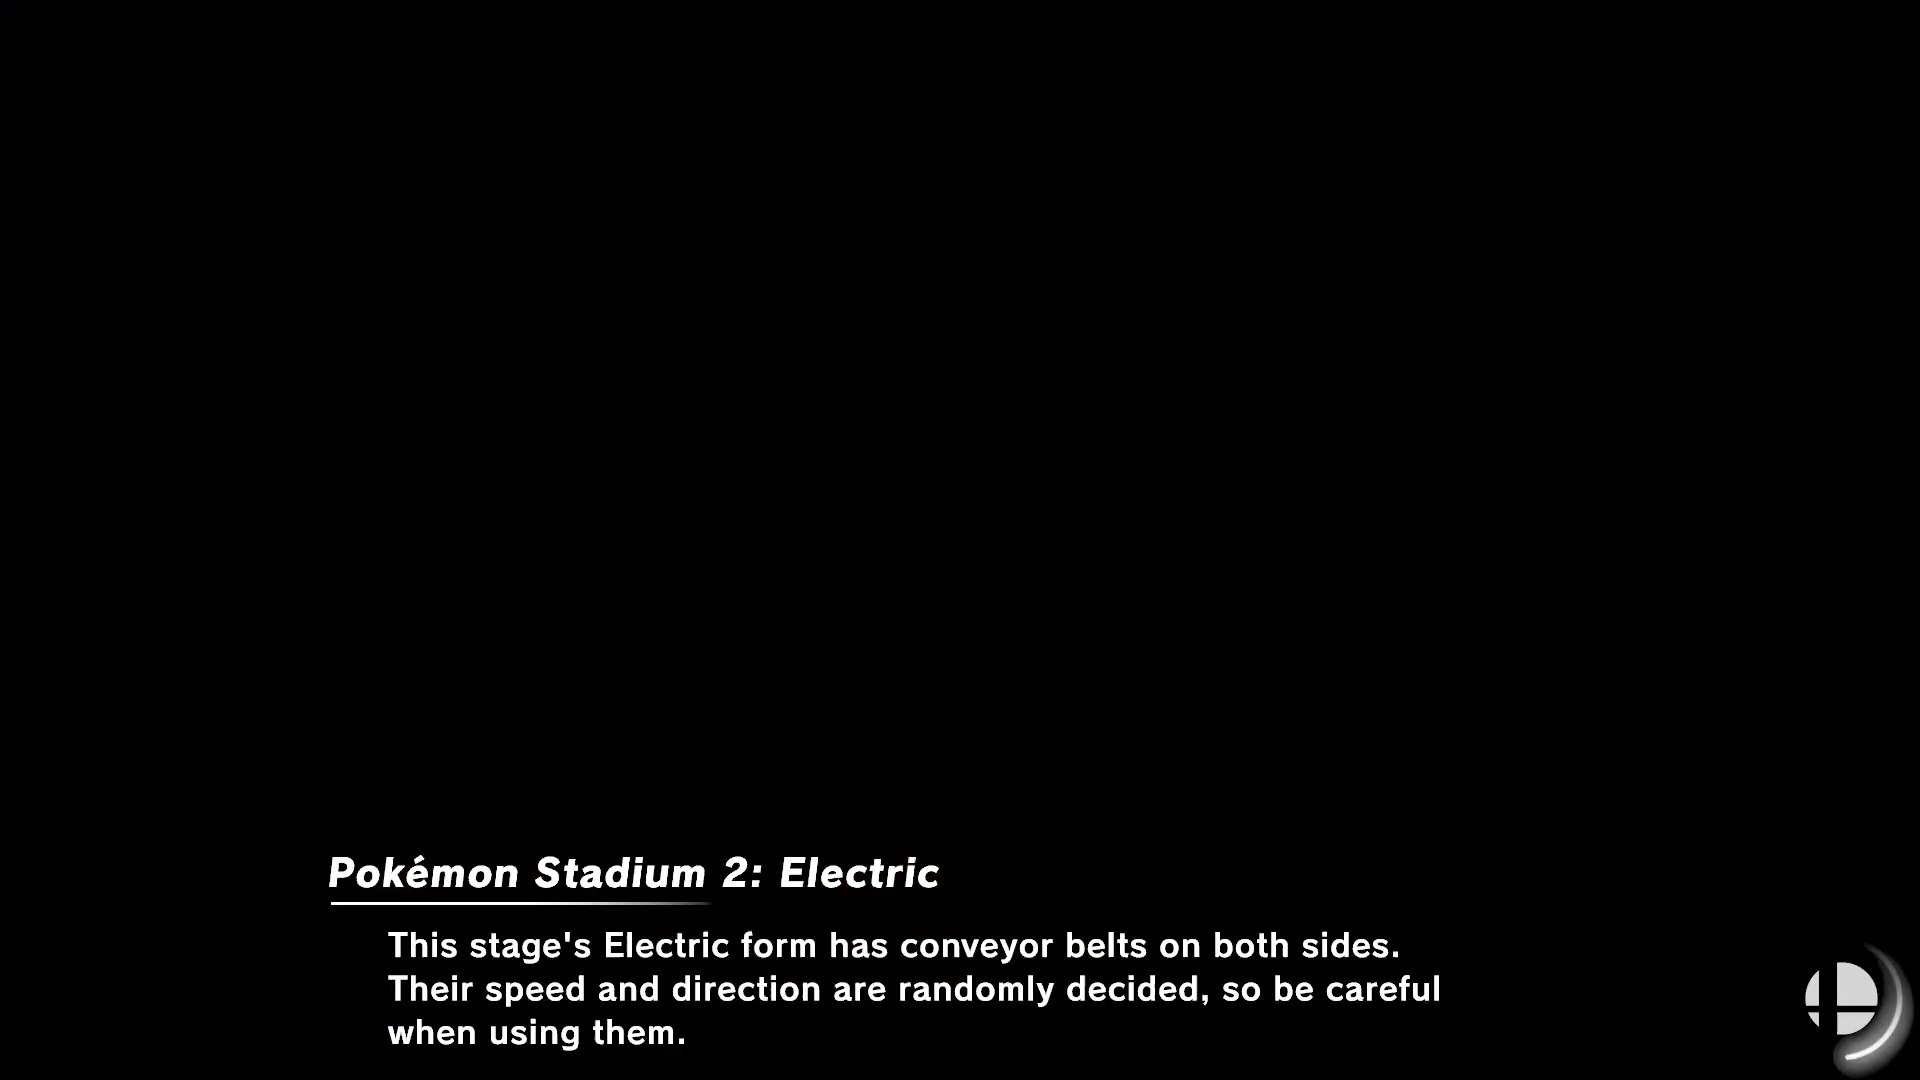 Pokémon Stadium 2: Electric
This stage's Electric form has conveyor belts on both sides.
Their speed and direction are randomly decided, so be careful
when using them.